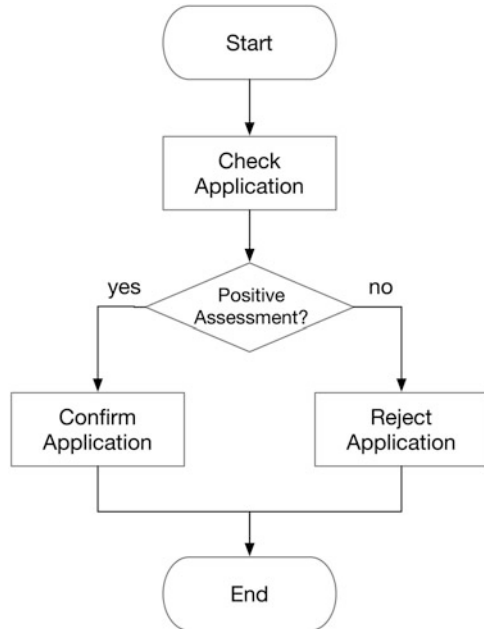 Start
Check
Application
yes
no
Positive
Assessment?
Confirm
Application
Reject
Application
End